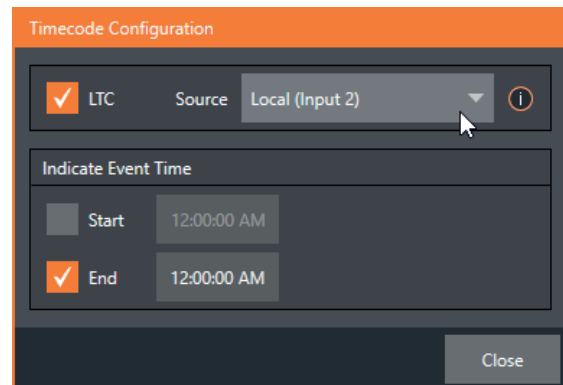 Timecode Configuration
LTC Source Local (Input 2) i
Indicate Event Time
Start 12:00:00 AM
End 12:00:00 AM
Close